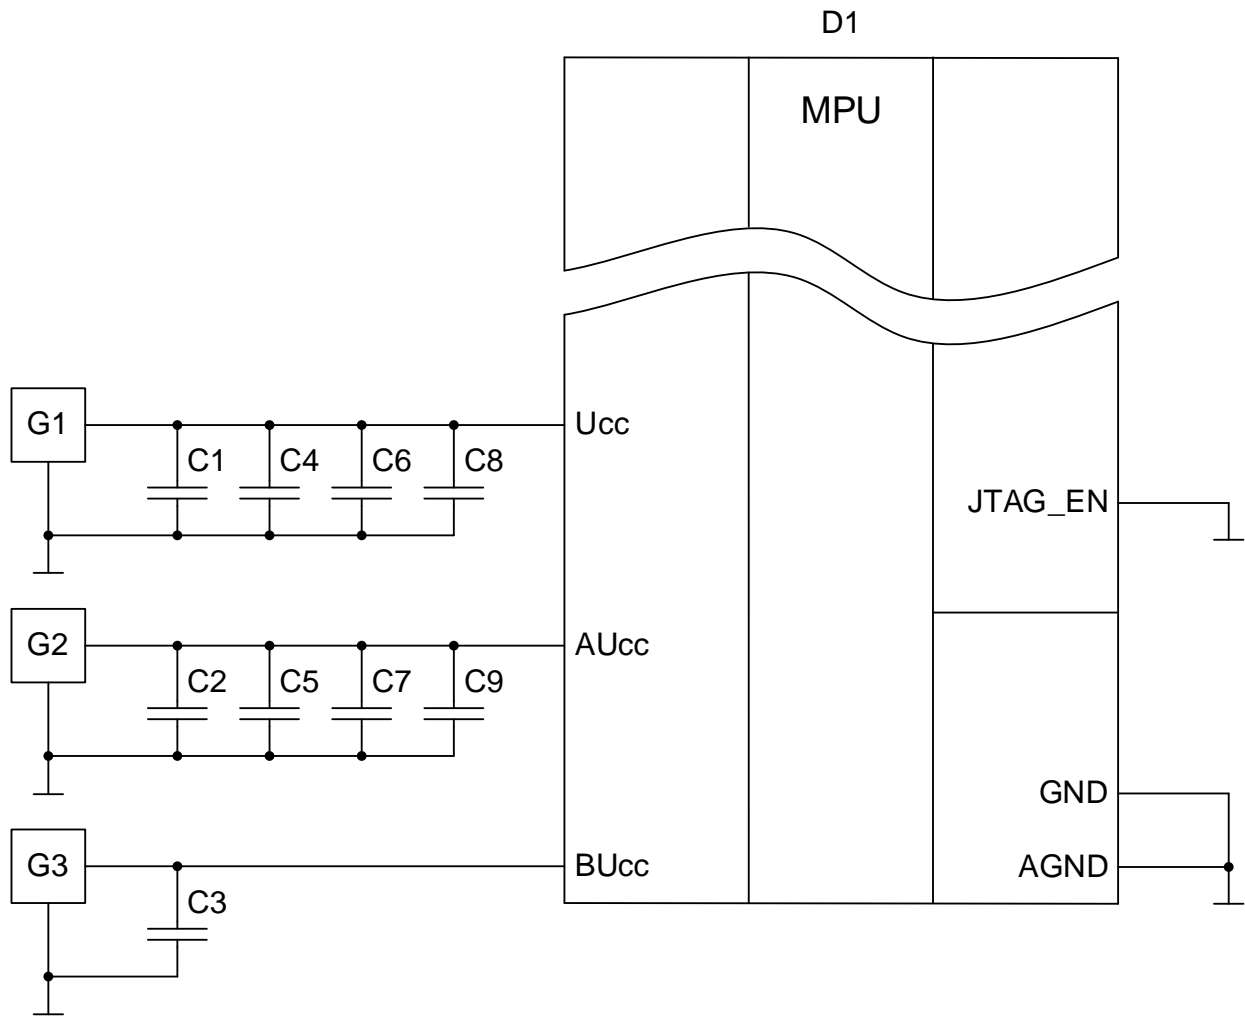 D1
MPU
G1
Ucc
C1 C4 C6 C8
JTAG_EN
G2
AUcc
C2 C5 C7 C9
GND
G3
BUcc
AGND
C3